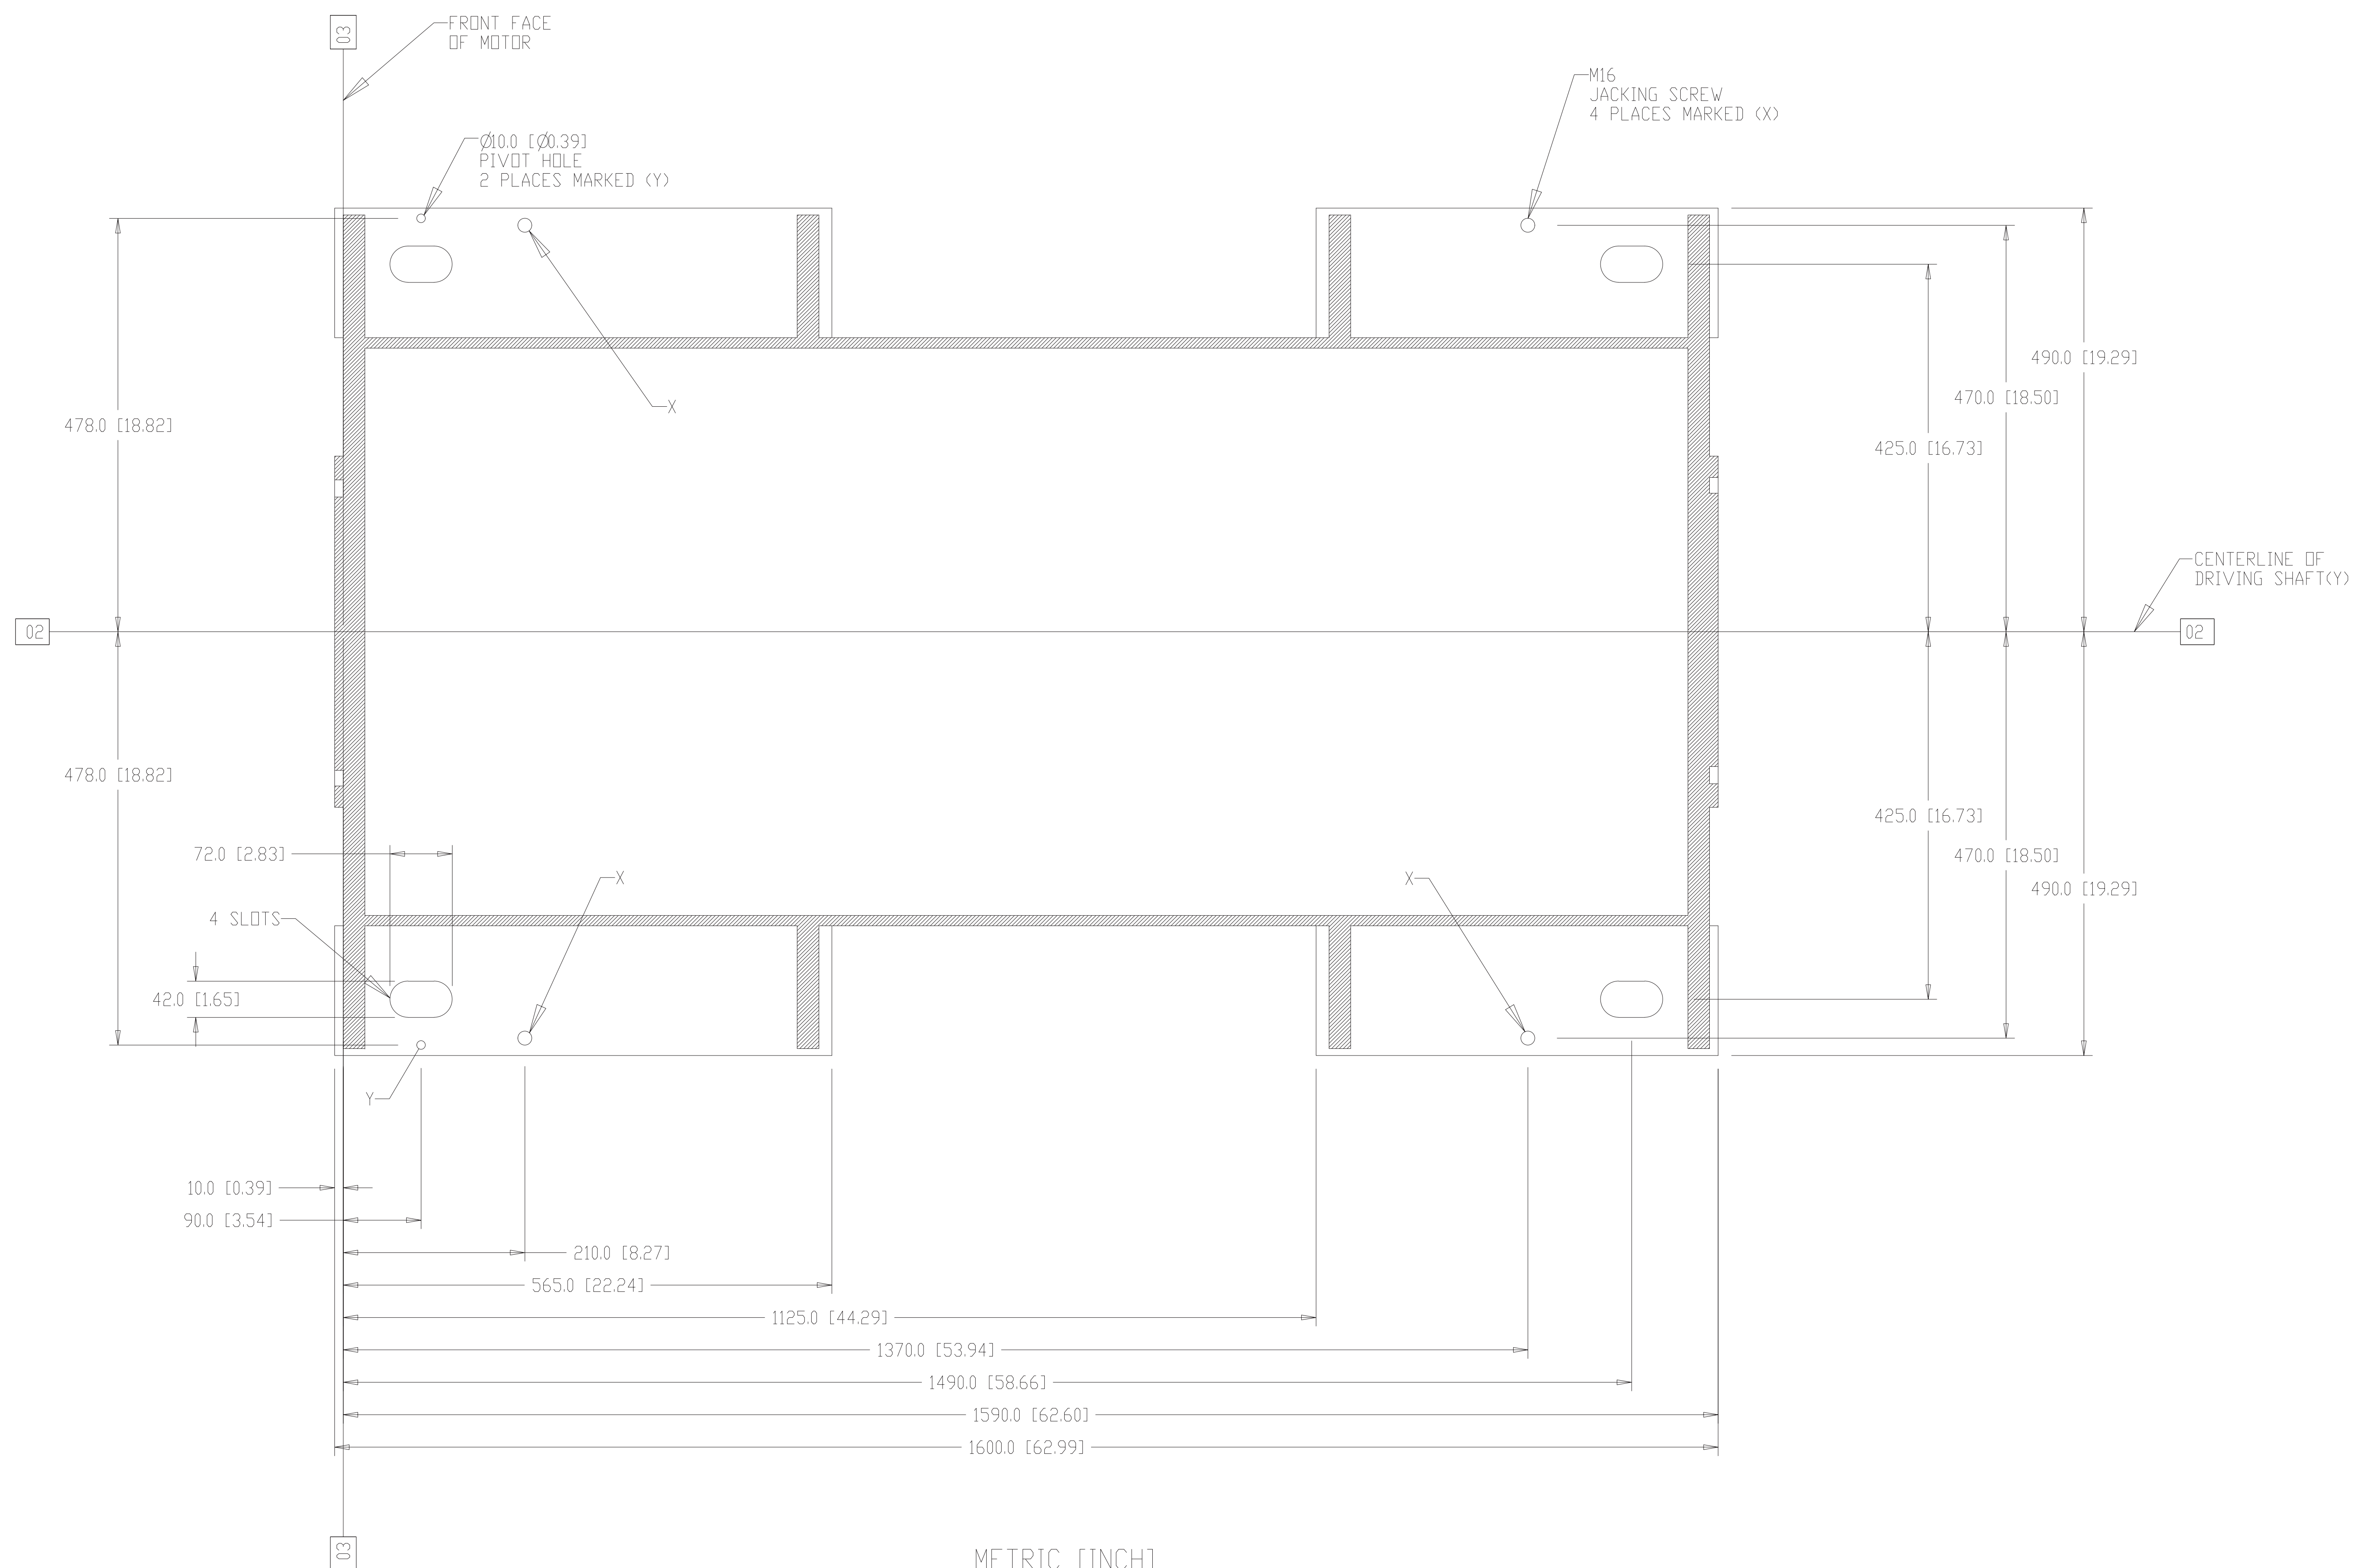 03
FRONT FACE
OF MOTOR
M16
JACKING SCREW
4 PLACES MARKED (X)
Ø10.0 [Ø0.39]
PIVOT HOLE
2 PLACES MARKED (Y)
490.0 [19.29]
470.0 [18.50]
X
478.0 [18.82]
425.0 [16.73]
CENTERLINE OF
DRIVING SHAFT(Y)
02
02
478.0 [18.82]
425.0 [16.73]
72.0 [2.83]
470.0 [18.50]
X
X
490.0 [19.29]
4 SLOTS
42.0 [1.65]
Y
10.0 [0.39]
90.0 [3.54]
210.0 [8.27]
565.0 [22.24]
1125.0 [44.29]
1370.0 [53.94]
1490.0 [58.66]
1590.0 [62.60]
1600.0 [62.99]
03
METRIC [INCH]